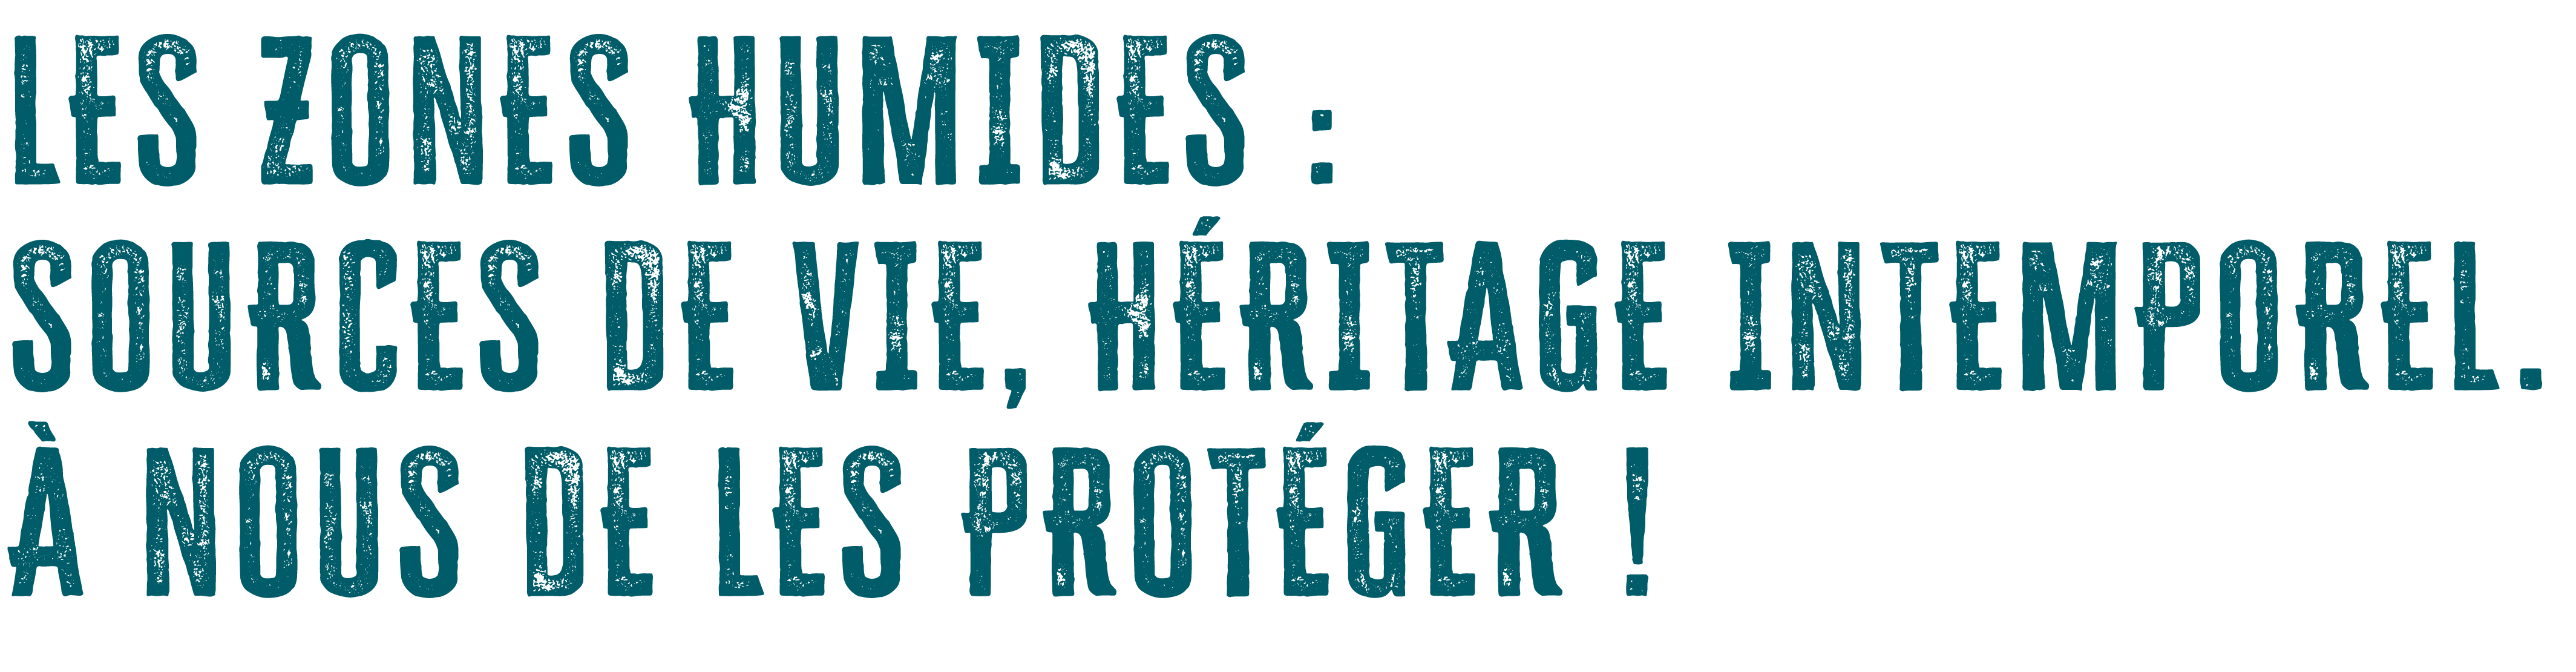 LES ZONES HUMIDES :
SOURCES DE VIE, HÉRITAGE INTEMPOREL.
À NOUS DE LES PROTÉGER !